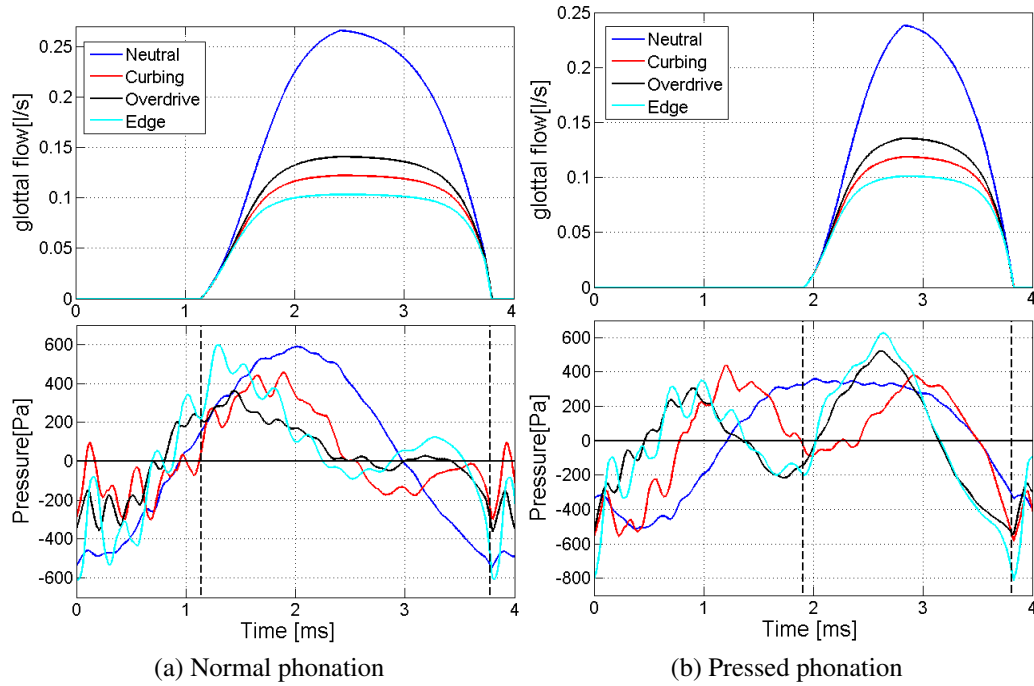 0.25
0.2
0.15
0.1
0.05
0
glottal flow[l/s]
Neutral
Curbing
Overdrive
Edge
0 1 2 3 4
600
400
200
0
-200
-400
-600
Pressure[Pa]
0 1 2 3 4
Time [ms]
(a) Normal phonation
0.25
0.2
0.15
0.1
0.05
0
glottal flow[l/s]
Neutral
Curbing
Overdrive
Edge
0 1 2 3 4
600
400
200
0
-200
-400
-600
-800
Pressure[Pa]
0 1 2 3 4
Time [ms]
(b) Pressed phonation